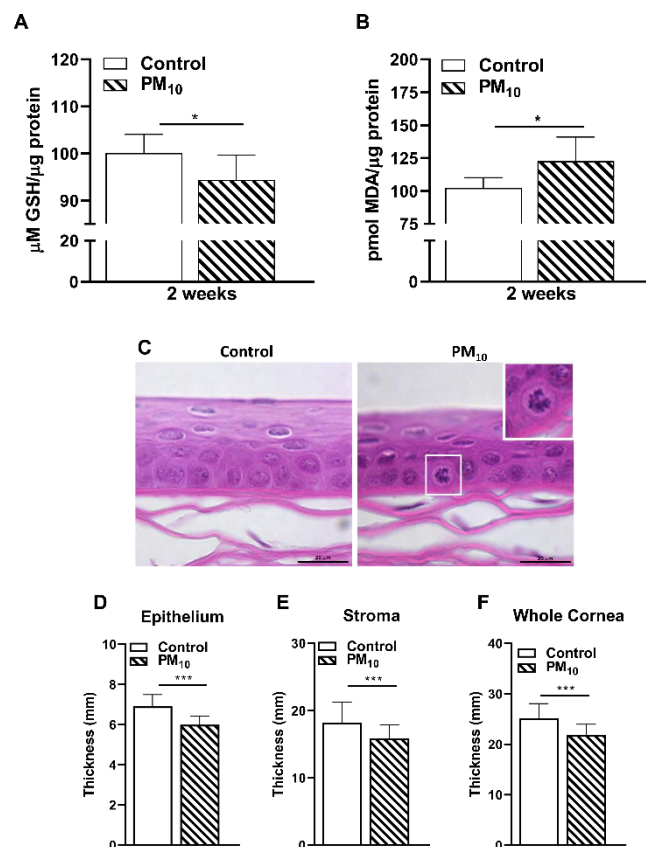 A
Control
PM10
*
μM GSH/μg protein
120
110
100
90
20
0
2 weeks
B
Control
PM10
*
pmol MDA/μg protein
200
175
150
125
100
75
0
2 weeks
C
Control
PM10
D
Epithelium
Control
PM10
***
Thickness (mm)
8
6
4
2
0
E
Stroma
Control
PM10
***
Thickness (mm)
30
20
10
0
F
Whole Cornea
Control
PM10
***
Thickness (mm)
40
30
20
10
0